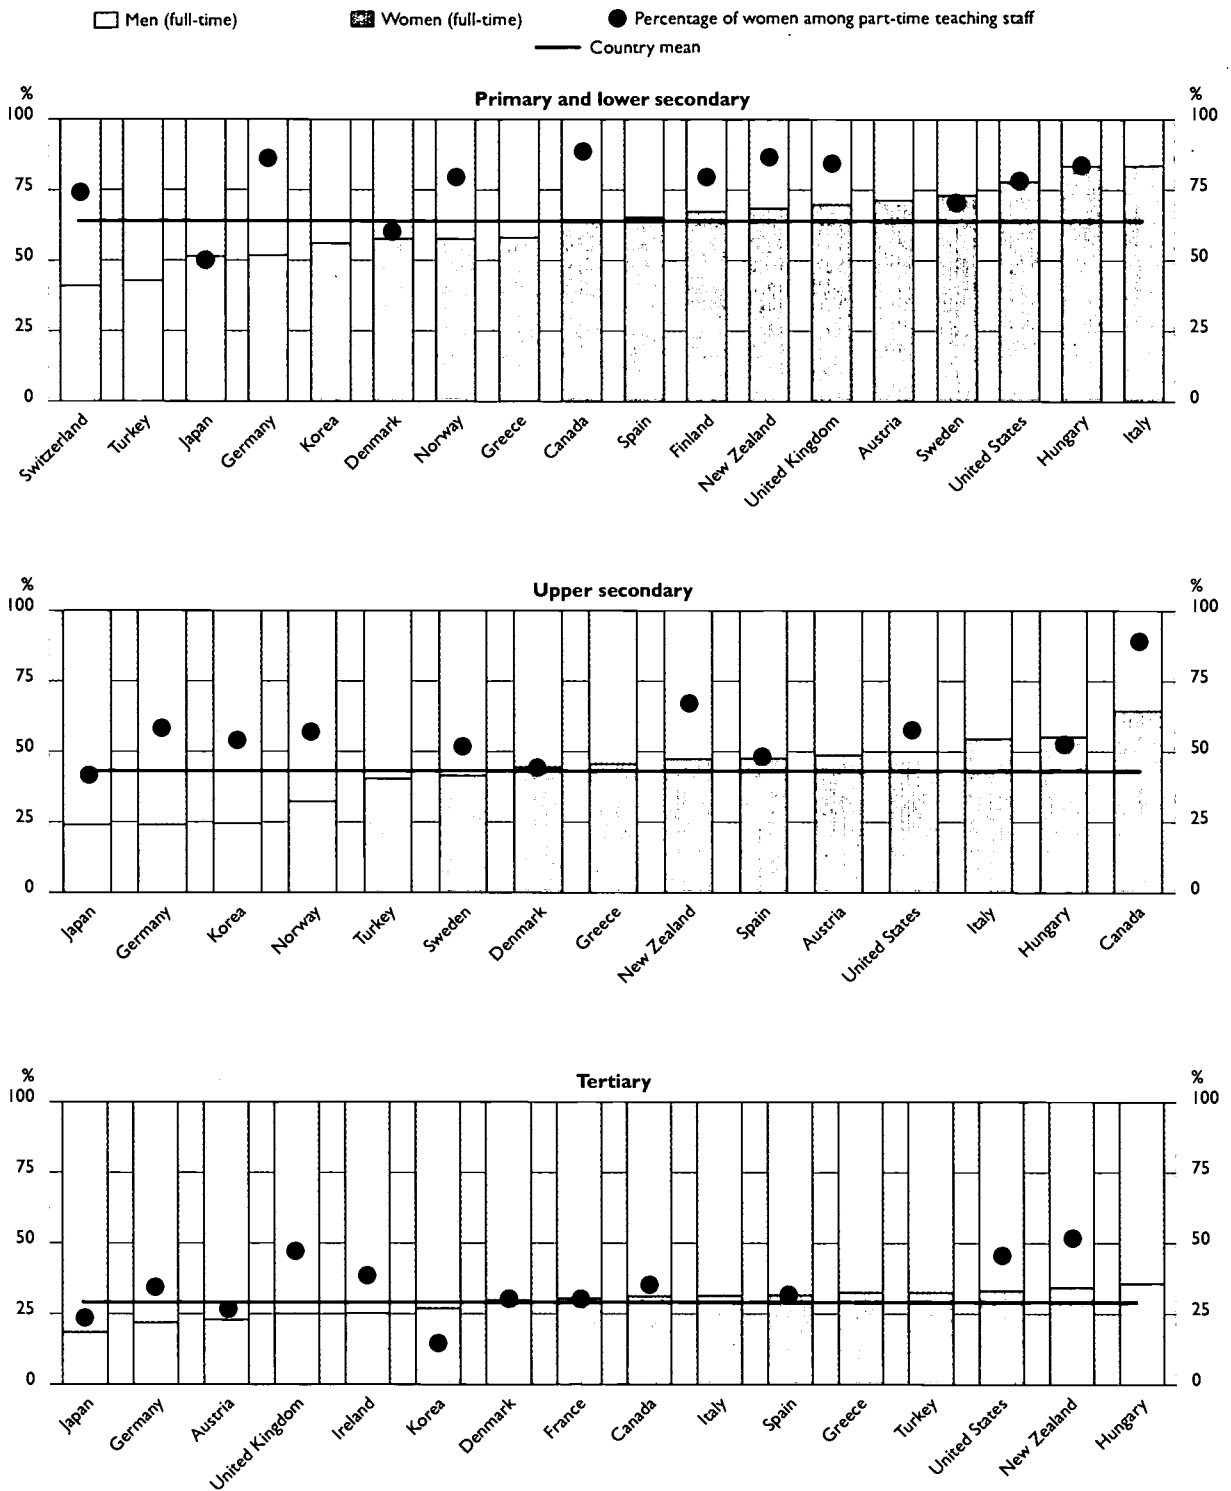 Men (full-time) Women (full-time) Percentage of women among part-time teaching staff
Country mean
Primary and lower secondary
% %
100 100
75 75
50 50
25 25
0 0
Switzerland Turkey Japan Germany Korea Denmark Norway Greece Canada Spain Finland New Zealand United Kingdom Austria Sweden United States Hungary Italy
Upper secondary
% %
100 100
75 75
50 50
25 25
0 0
Japan Germany Korea Norway Turkey Sweden Denmark Greece New Zealand Spain Austria United States Italy Hungary Canada
Tertiary
% %
100 100
75 75
50 50
25 25
0 0
Japan Germany Austria United Kingdom Ireland Korea Denmark France Canada Italy Spain Greece Turkey United States New Zealand Hungary